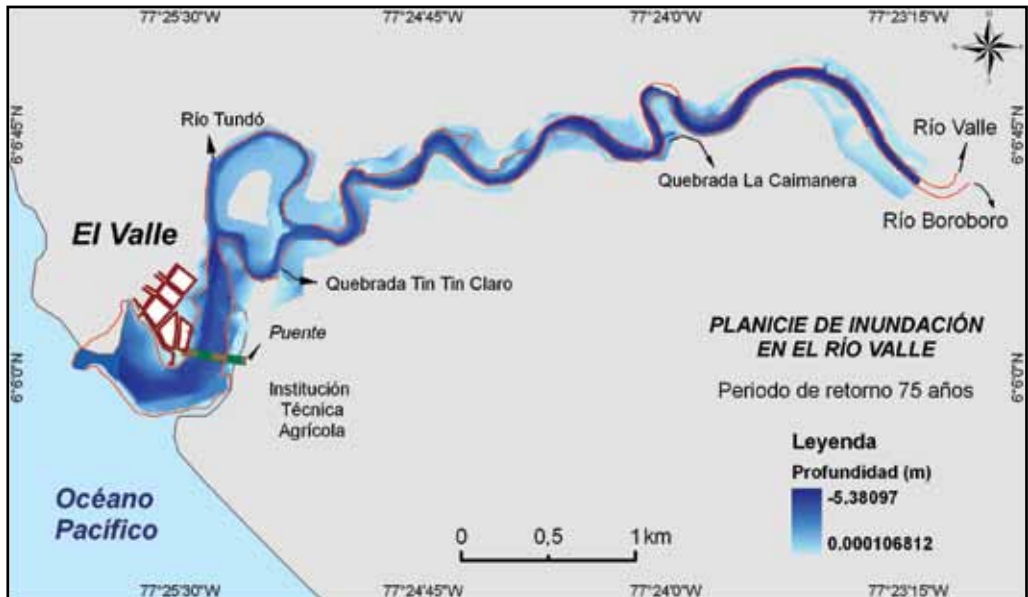 77°25'30"W 77°24'45"W 77°24'0"W 77°23'15"W
6°6'45"N
6°6'45"N
Río Tundó
Río Valle
Quebrada La Caimanera
Río Boroboro
El Valle
Quebrada Tin Tin Claro
Puente
PLANICIE DE INUNDACIÓN
EN EL RÍO VALLE
6°6'0"N
6°6'0"N
Periodo de retorno 75 años
Institución
Técnica
Agrícola
Leyenda
Profundidad (m)
-5.38097
0.000106812
Océano
Pacífico
0 0,5 1 km
77°25'30"W 77°24'45"W 77°24'0"W 77°23'15"W